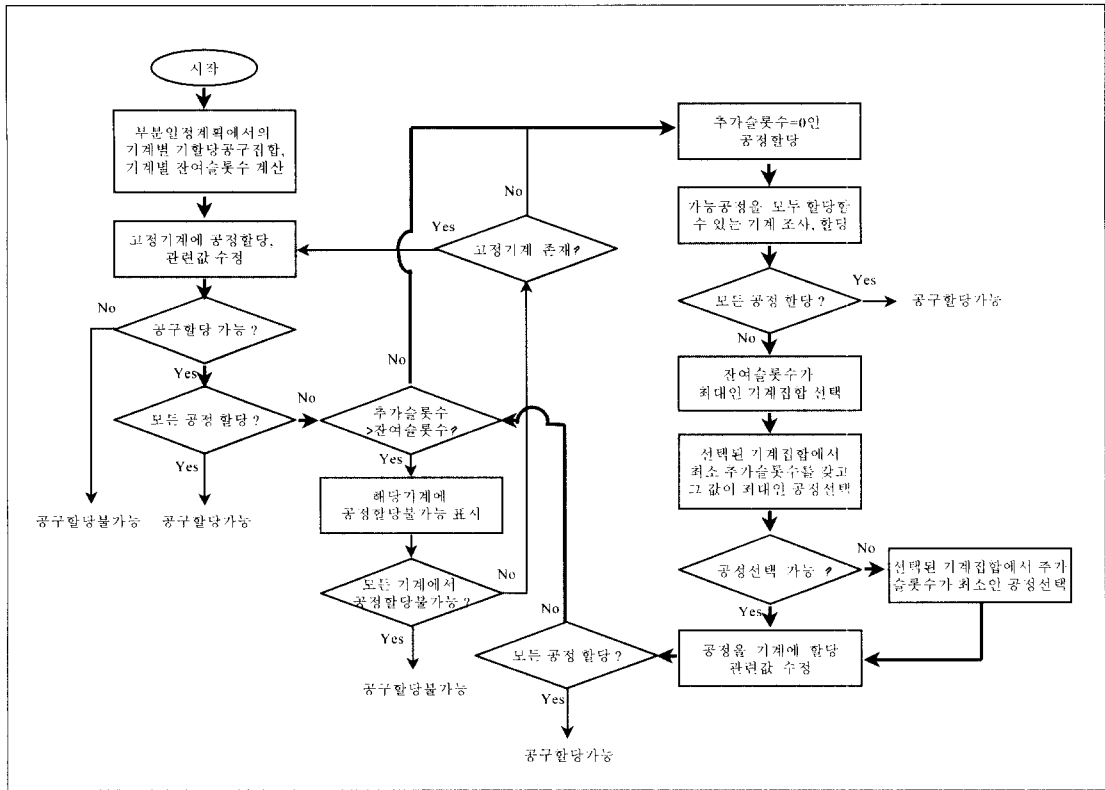 시작
부분일정계획에서의
기계별 기할당공구집합,
기계별 잔여슬롯수 계산
고정기계에 공정할당,
관련값 수정
No
공구할당 가능?
Yes
모든 공정 할당?
No
Yes
공구할당불가능
공구할당가능
No
Yes
고정기계 존재?
No
추가슬롯수
>잔여슬롯수?
Yes
해당기계에
공정할당불가능 표시
모든 기계에서
공정할당불가능?
No
Yes
공구할당불가능
추가슬롯수=0인
공정할당
가능공정을 모두 할당할
수 있는 기계 조사, 할당
모든 공정 할당?
Yes
공구할당가능
No
잔여슬롯수가
최대인 기계집합 선택
선택된 기계집합에서
최소 추가슬롯수를 갖고
그 값이 최대인 공정선택
공정선택 가능?
No
선택된 기계집합에서 추가
슬롯수가 최소인 공정선택
Yes
공정을 기계에 할당
관련값 수정
No
모든 공정 할당?
Yes
공구할당가능